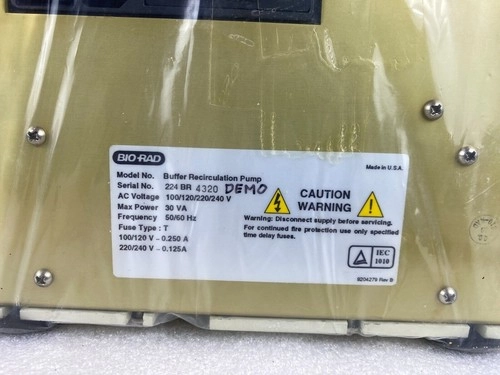 BIO-RAD
Made in U.S.A.
Model No. Buffer Recirculation Pump
Serial No. 224 BR 4320 DEMO
AC Voltage 100/120/220/240 V
Max Power 30 VA
Frequency 50/60 Hz
Fuse Type : T
100/120 V - 0.250 A
220/240 V - 0.125A
CAUTION
WARNING
Warning: Disconnect supply before servicing.
For continued fire protection use only specified
time delay fuses.
IEC
1010
9204279 Rev B